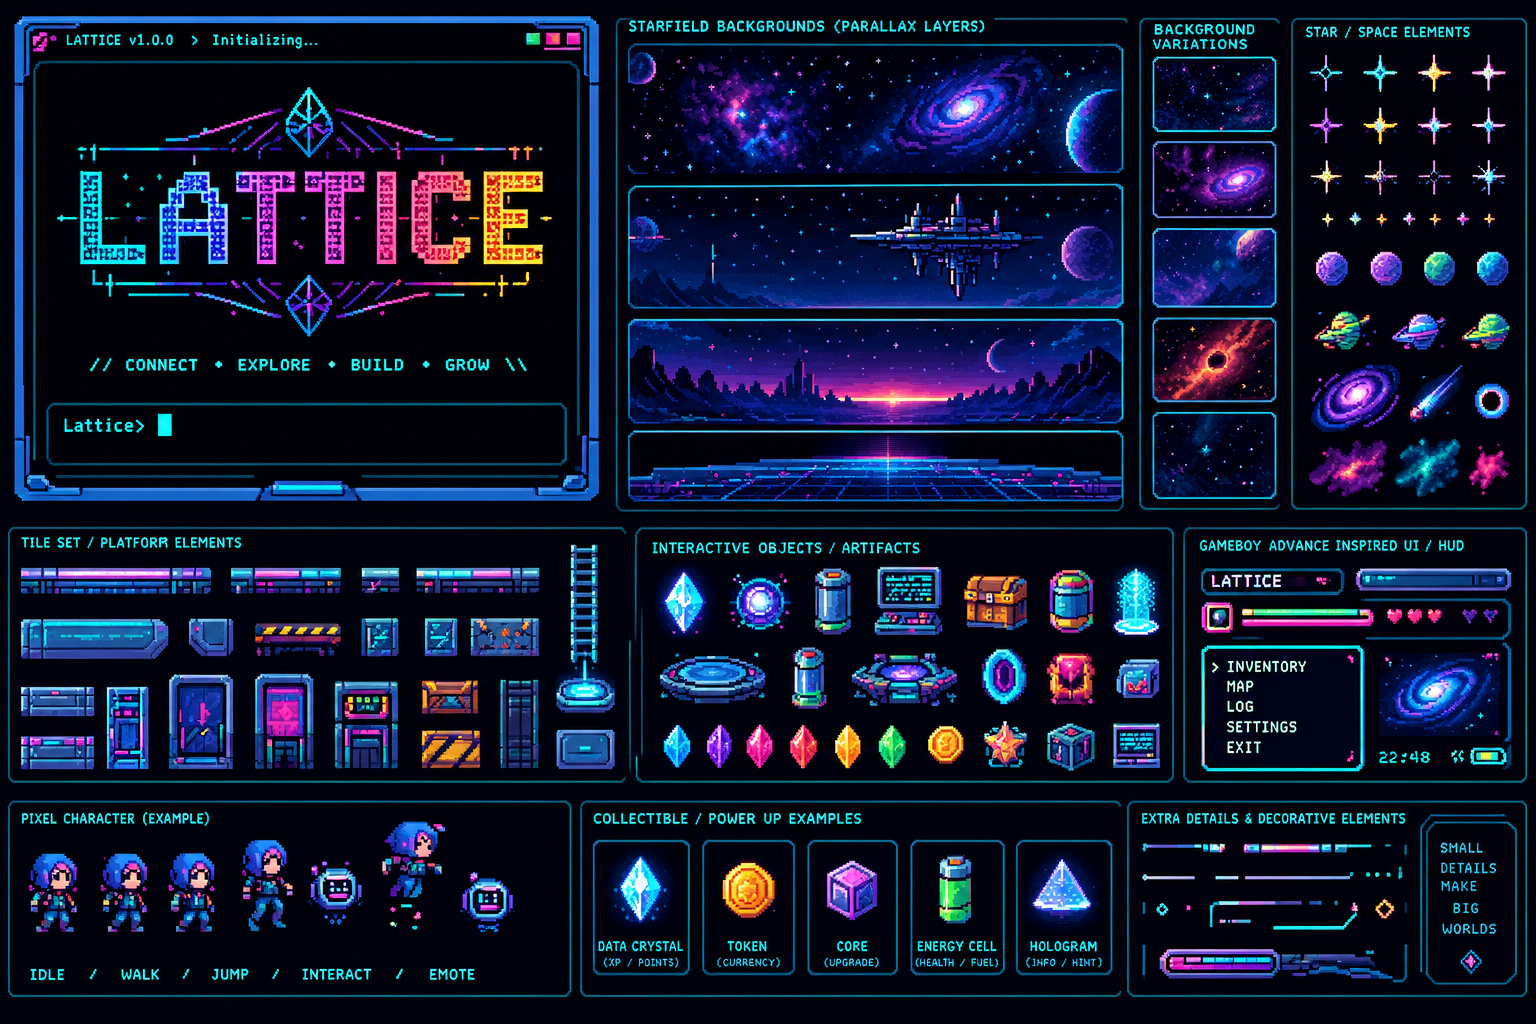 LATTICE v1.0.0 > Initializing...
LATTICE
// CONNECT ◆ EXPLORE ◆ BUILD ◆ GROW \\
Lattice>
STARFIELD BACKGROUNDS (PARALLAX LAYERS)
BACKGROUND
VARIATIONS
STAR / SPACE ELEMENTS
TILE SET / PLATFORM ELEMENTS
INTERACTIVE OBJECTS / ARTIFACTS
GAMEBOY ADVANCE INSPIRED UI / HUD
LATTICE
> INVENTORY
MAP
LOG
SETTINGS
EXIT
22:48
PIXEL CHARACTER (EXAMPLE)
IDLE / WALK / JUMP / INTERACT / EMOTE
COLLECTIBLE / POWER UP EXAMPLES
DATA CRYSTAL
(XP / POINTS)
TOKEN
(CURRENCY)
CORE
(UPGRADE)
ENERGY CELL
(HEALTH / FUEL)
HOLOGRAM
(INFO / HINT)
EXTRA DETAILS & DECORATIVE ELEMENTS
SMALL
DETAILS
MAKE
BIG
WORLDS